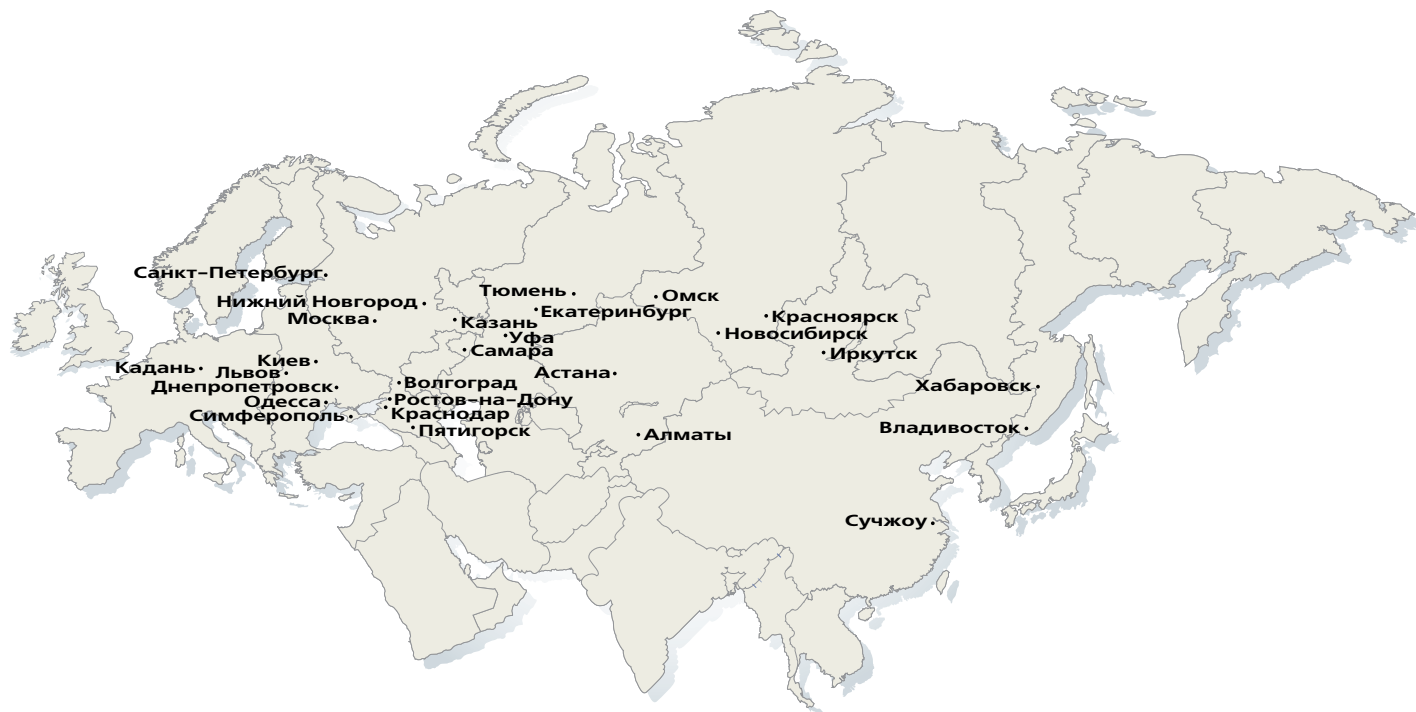 Санкт-Петербург
Тюмень
Омск
Нижний Новгород
Екатеринбург
Москва
Казань
Красноярск
Новосибирск
Уфа
Самара
Иркутск
Киев
Кадань
Львов
Астана
Днепропетровск
Волгоград
Хабаровск
Одесса
Ростов-на-Дону
Симферополь
Краснодар
Пятигорск
Алматы
Владивосток
Сучжоу